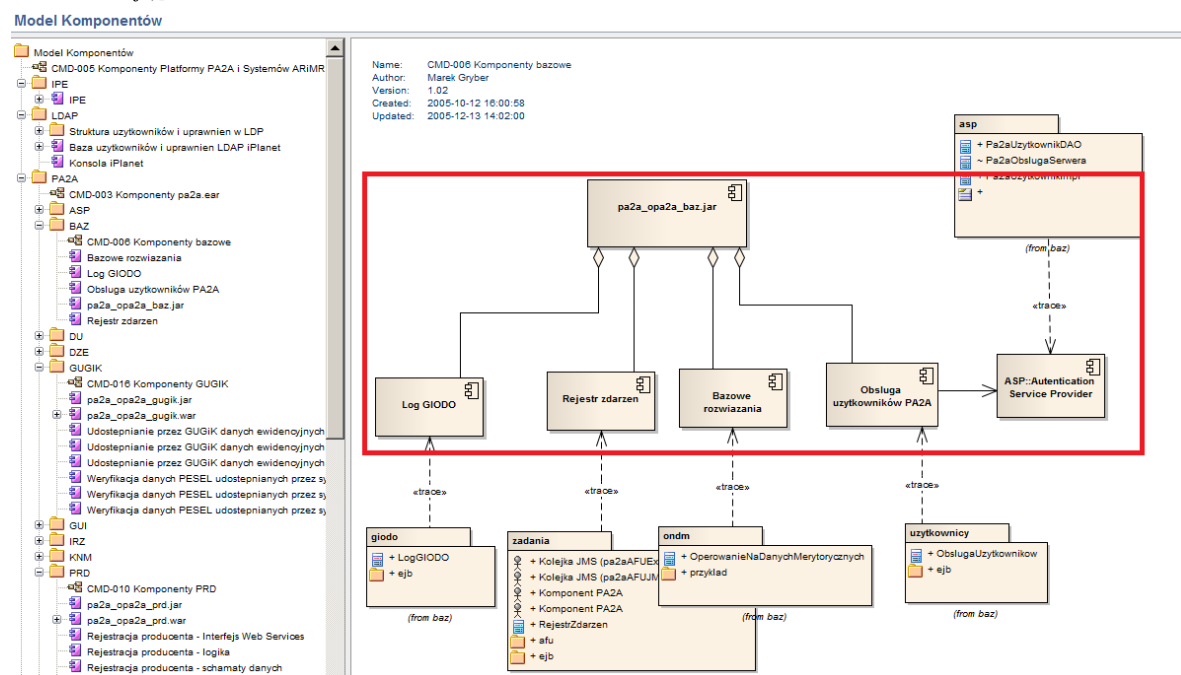 Model Komponentów
Model Komponentów
CMD-005 Komponenty Platformy PA2A i Systemów ARiMR
IPE
IPE
LDAP
Struktura uzytkowników i uprawnien w LDP
Baza uzytkowników i uprawnien LDAP iPlanet
Konsola iPlanet
PA2A
CMD-003 Komponenty pa2a.ear
ASP
BAZ
CMD-006 Komponenty bazowe
Bazowe rozwiazania
Log GIODO
Obsluga uzytkowników PA2A
pa2a_opa2a_baz.jar
Rejestr zdarzen
DU
DZE
GUGIK
CMD-016 Komponenty GUGIK
pa2a_opa2a_gugik.jar
pa2a_opa2a_gugik.war
Udostepnianie przez GUGiK danych ewidencyjnych
Udostepnianie przez GUGiK danych ewidencyjnych
Udostepnianie przez GUGiK danych ewidencyjnych
Weryfikacja danych PESEL udostepnianych przez sy
Weryfikacja danych PESEL udostepnianych przez sy
Weryfikacja danych PESEL udostepnianych przez sy
GUI
IRZ
KNM
PRD
CMD-010 Komponenty PRD
pa2a_opa2a_prd.jar
pa2a_opa2a_prd.war
Rejestracja producenta - Interfejs Web Services
Rejestracja producenta - logika
Rejestracja producenta - schematy danych
Name: CMD-006 Komponenty bazowe
Author: Marek Gryber
Version: 1.02
Created: 2005-10-12 16:00:58
Updated: 2005-12-13 14:02:00
asp
+ Pa2aUzytkownikDAO
~ Pa2aObslugaSerwera
+ Pa2aUzytkownikImpl
+
(from baz)
«trace»
pa2a_opa2a_baz.jar
Log GIODO
Rejestr zdarzen
Bazowe
rozwiazania
Obsluga
uzytkowników PA2A
ASP::Autentication
Service Provider
«trace»
«trace»
«trace»
«trace»
giodo
+ LogGIODO
+ ejb
(from baz)
zadania
+ Kolejka JMS (pa2aAFUEx
+ Kolejka JMS (pa2aAFUJM
+ Komponent PA2A
+ Komponent PA2A
+ RejestrZdarzen
+ afu
+ ejb
ondm
+ OperowanieNaDanychMerytorycznych
+ przyklad
(from baz)
uzytkownicy
+ ObslugaUzytkownikow
+ ejb
(from baz)